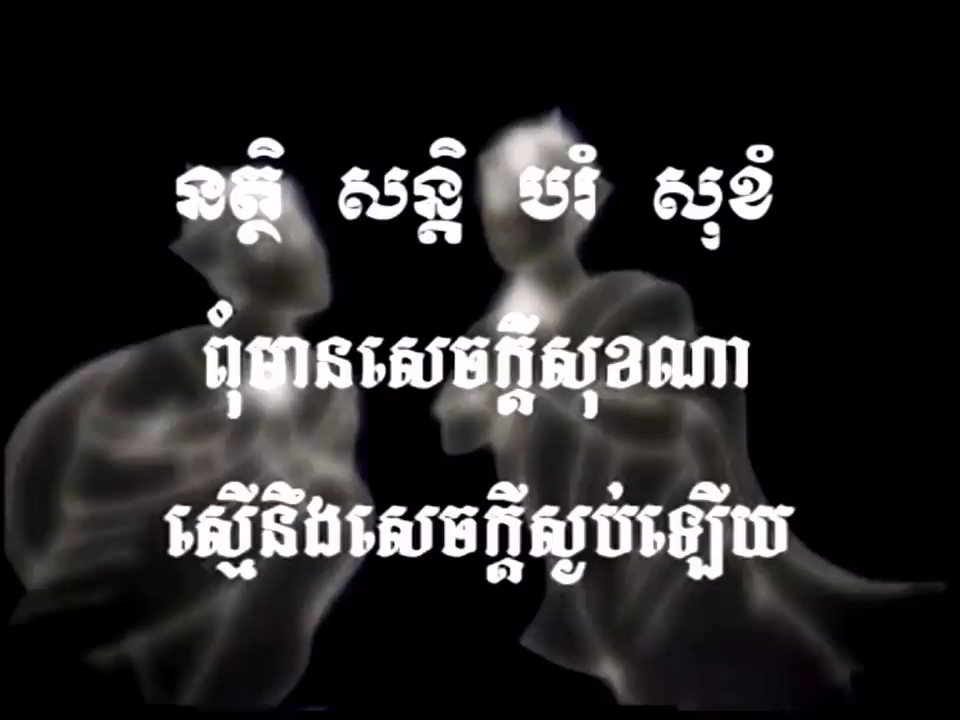 នត្ថិ សន្តិ បរំ សុខំ
ពុំមានសេចក្ដីសុខណា
ស្មើនឹងសេចក្ដីស្ងប់ឡើយ